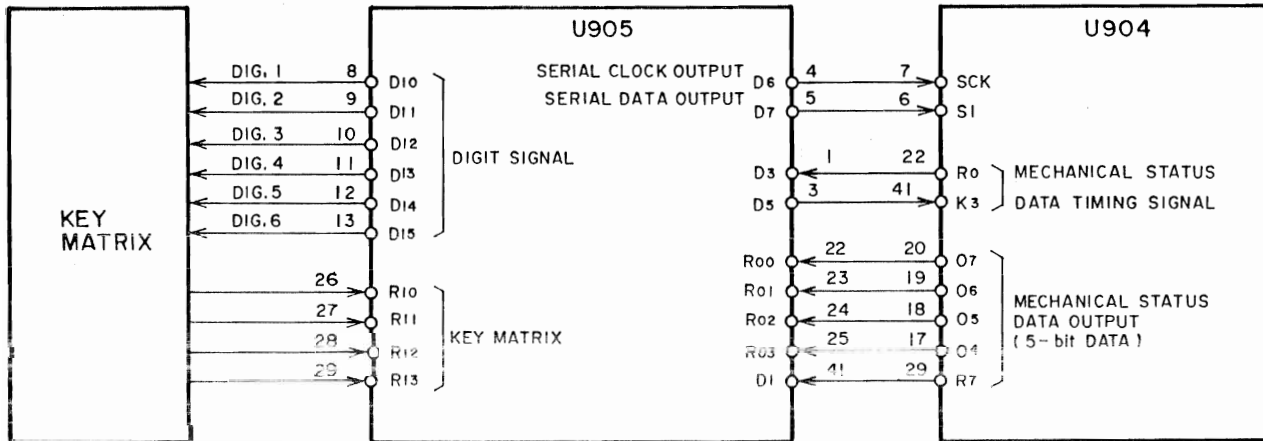 U905
U904
DIG. 1 8 D10
DIG. 2 9 D11
DIG. 3 10 D12
DIG. 4 11 D13
DIG. 5 12 D14
DIG. 6 13 D15
DIGIT SIGNAL
KEY
MATRIX
26 R10
27 R11
28 R12
29 R13
KEY MATRIX
SERIAL CLOCK OUTPUT D6 4 7 SCK
SERIAL DATA OUTPUT D7 5 6 SI
D3 1 22 R0
D5 3 41 K3
MECHANICAL STATUS
DATA TIMING SIGNAL
R00 22 20 O7
R01 23 19 O6
R02 24 18 O5
R03 25 17 O4
D1 41 29 R7
MECHANICAL STATUS
DATA OUTPUT
(5-bit DATA)